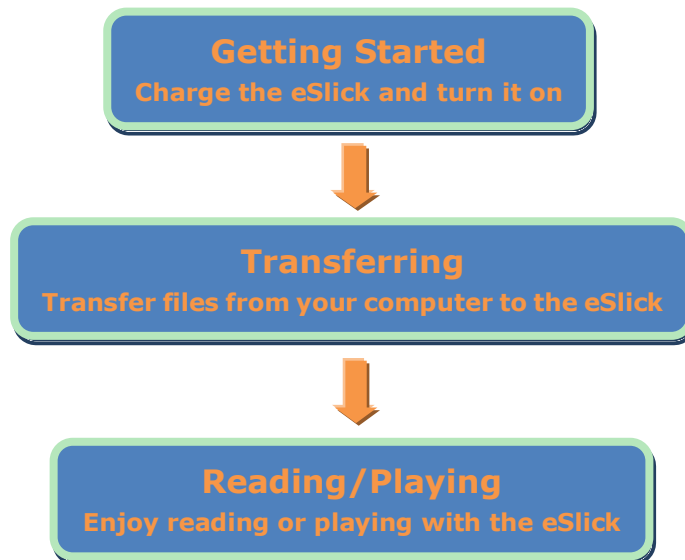 Getting Started
Charge the eSlick and turn it on
Transferring
Transfer files from your computer to the eSlick
Reading/Playing
Enjoy reading or playing with the eSlick